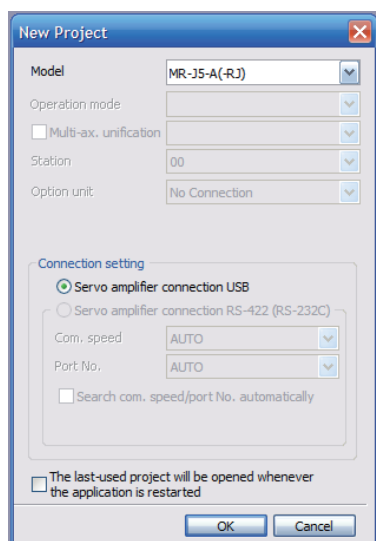 New Project
Model MR-J5-A(-RJ)
Operation mode
Multi-ax. unification
Station 00
Option unit No Connection
Connection setting
Servo amplifier connection USB
Servo amplifier connection RS-422 (RS-232C)
Com. speed AUTO
Port No. AUTO
Search com. speed/port No. automatically
The last-used project will be opened whenever
the application is restarted
OK Cancel